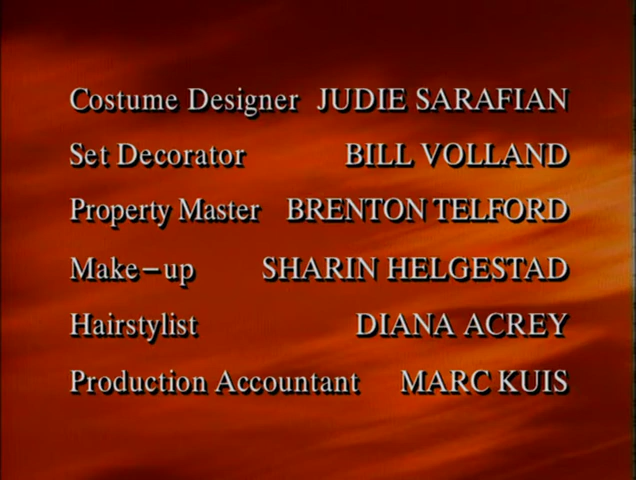 Costume Designer JUDIE SARAFIAN
Set Decorator BILL VOLLAND
Property Master BRENTON TELFORD
Make-up SHARIN HELGESTAD
Hairstylist DIANA ACREY
Production Accountant MARC KUIS